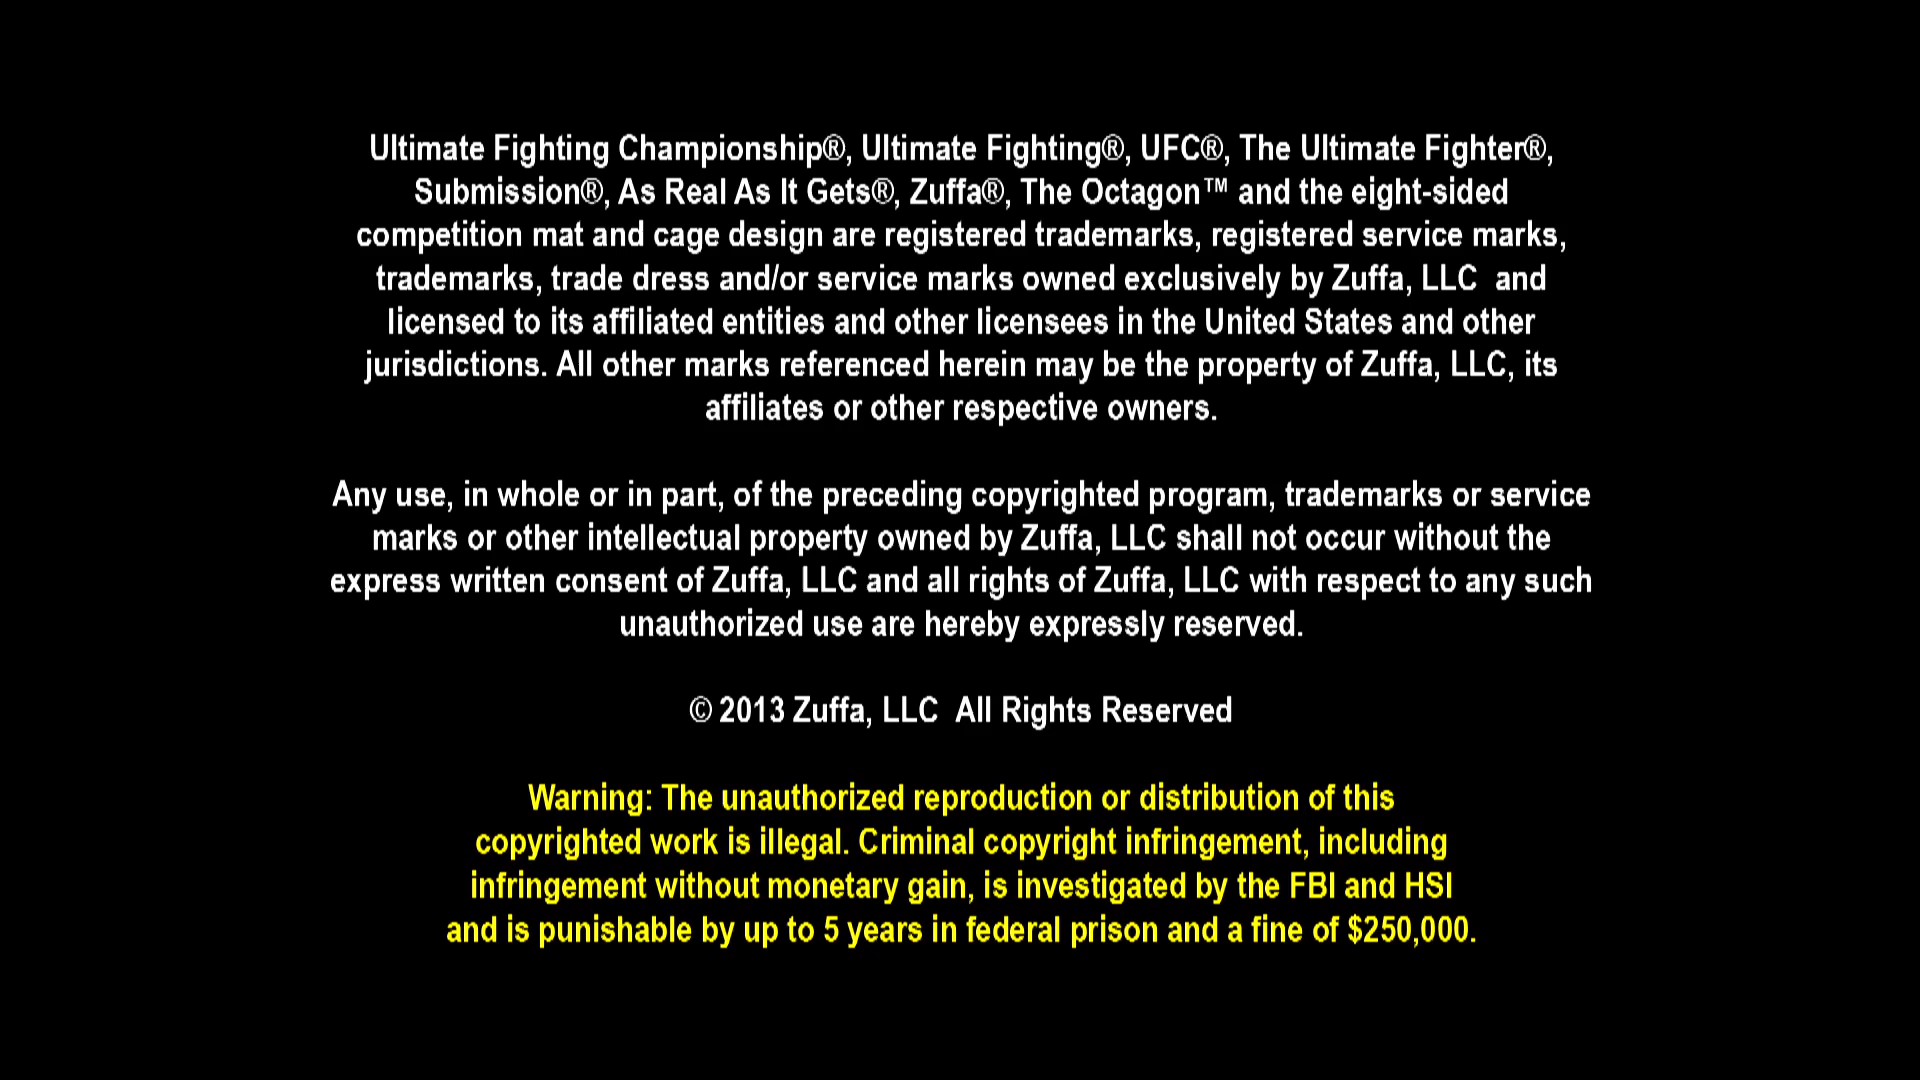 Ultimate Fighting Championship®, Ultimate Fighting®, UFC®, The Ultimate Fighter®,
Submission®, As Real As It Gets®, Zuffa®, The Octagon™ and the eight-sided
competition mat and cage design are registered trademarks, registered service marks,
trademarks, trade dress and/or service marks owned exclusively by Zuffa, LLC  and
licensed to its affiliated entities and other licensees in the United States and other
jurisdictions. All other marks referenced herein may be the property of Zuffa, LLC, its
affiliates or other respective owners.
Any use, in whole or in part, of the preceding copyrighted program, trademarks or service
marks or other intellectual property owned by Zuffa, LLC shall not occur without the
express written consent of Zuffa, LLC and all rights of Zuffa, LLC with respect to any such
unauthorized use are hereby expressly reserved.
© 2013 Zuffa, LLC  All Rights Reserved
Warning: The unauthorized reproduction or distribution of this
copyrighted work is illegal. Criminal copyright infringement, including
infringement without monetary gain, is investigated by the FBI and HSI
and is punishable by up to 5 years in federal prison and a fine of $250,000.